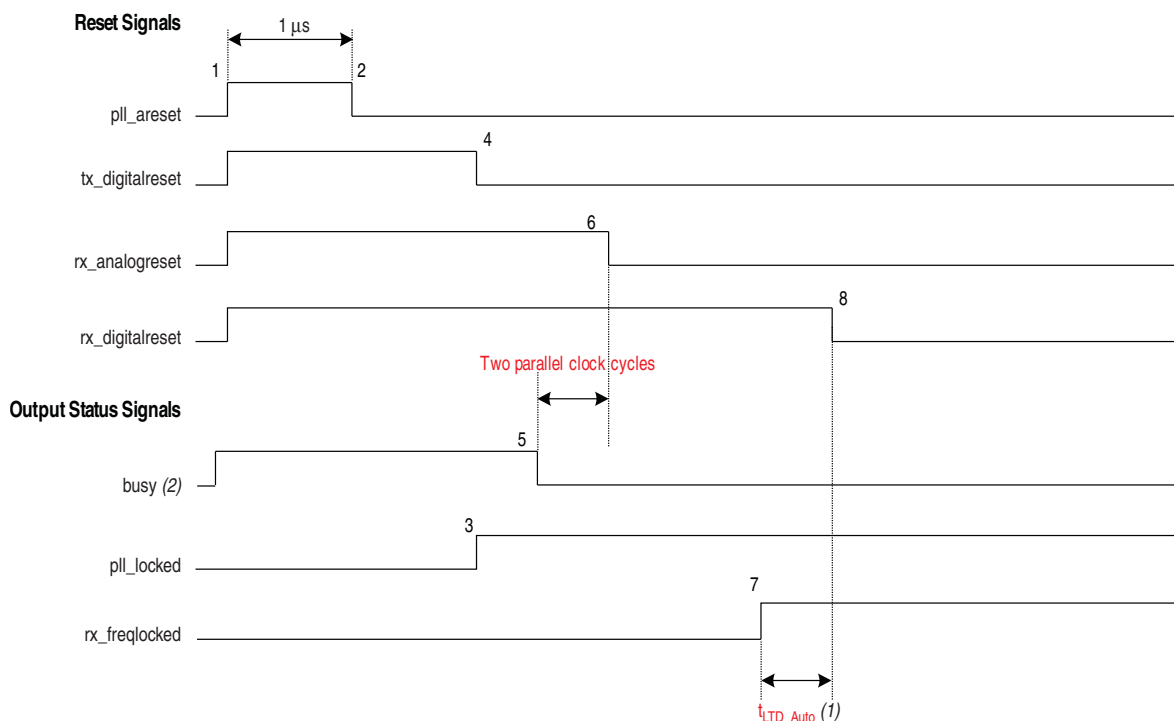 Reset Signals
1 μs
1
2
pll_areset
4
tx_digitalreset
6
rx_analogreset
8
rx_digitalreset
Two parallel clock cycles
Output Status Signals
5
busy (2)
3
pll_locked
7
rx_freqlocked
tLTD_Auto (1)